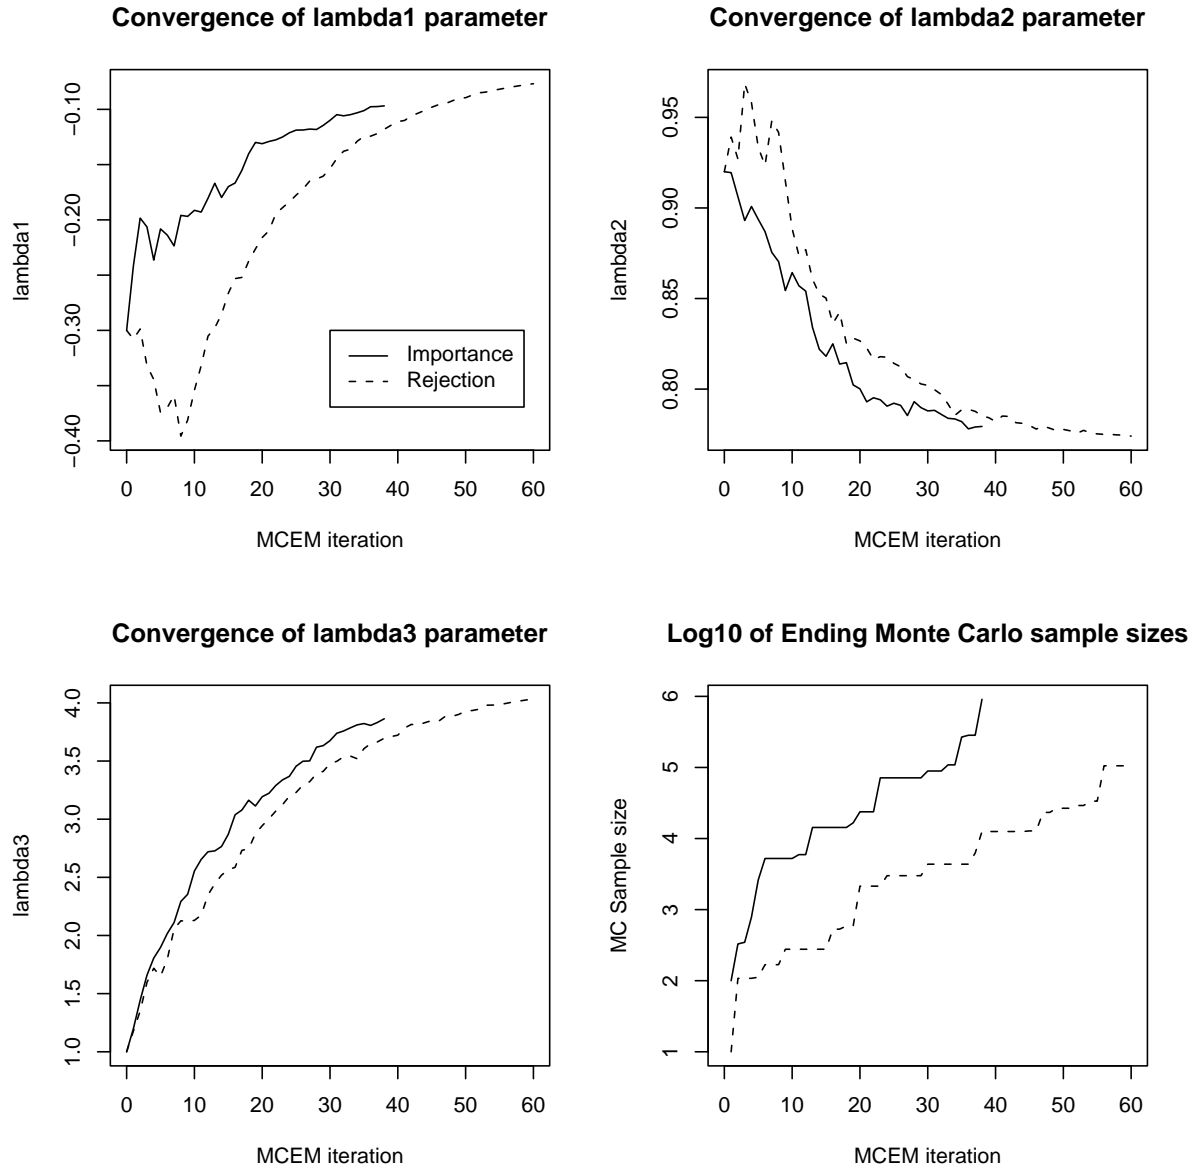 Convergence of lambda1 parameter
lambda1
−0.10
−0.20
−0.30
−0.40
Importance
Rejection
0 10 20 30 40 50 60
MCEM iteration
Convergence of lambda2 parameter
lambda2
0.95
0.90
0.85
0.80
0 10 20 30 40 50 60
MCEM iteration
Convergence of lambda3 parameter
lambda3
4.0
3.5
3.0
2.5
2.0
1.5
1.0
0 10 20 30 40 50 60
MCEM iteration
Log10 of Ending Monte Carlo sample sizes
MC Sample size
6
5
4
3
2
1
0 10 20 30 40 50 60
MCEM iteration